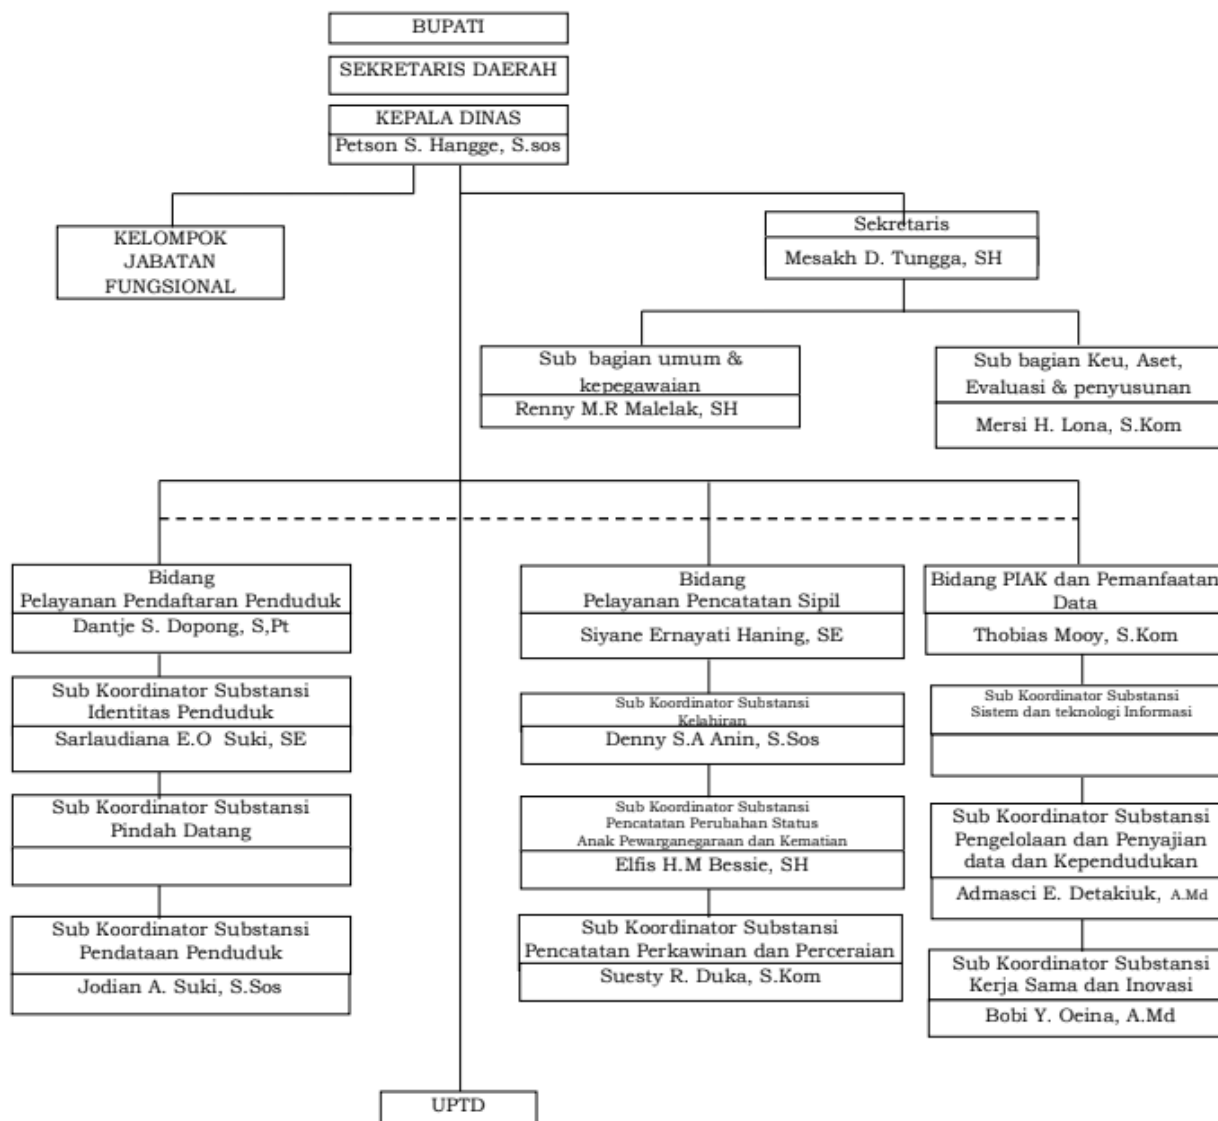 BUPATI
SEKRETARIS DAERAH
KEPALA DINAS
Petson S. Hangge, S.sos
KELOMPOK
JABATAN
FUNGSIONAL
Sekretaris
Mesakh D. Tungga, SH
Sub bagian umum &
kepegawaian
Renny M.R Malelak, SH
Sub bagian Keu, Aset,
Evaluasi & penyusunan
Mersi H. Lona, S.Kom
Bidang
Pelayanan Pendaftaran Penduduk
Dantje S. Dopong, S,Pt
Sub Koordinator Substansi
Identitas Penduduk
Sarlaudiana E.O Suki, SE
Sub Koordinator Substansi
Pindah Datang
Sub Koordinator Substansi
Pendataan Penduduk
Jodian A. Suki, S.Sos
Bidang
Pelayanan Pencatatan Sipil
Siyane Ernayati Haning, SE
Sub Koordinator Substansi
Kelahiran
Denny S.A Anin, S.Sos
Sub Koordinator Substansi
Pencatatan Perubahan Status
Anak Pewarganegaraan dan Kematian
Elfis H.M Bessie, SH
Sub Koordinator Substansi
Pencatatan Perkawinan dan Perceraian
Suesty R. Duka, S.Kom
Bidang PIAK dan Pemanfaatan
Data
Thobias Mooy, S.Kom
Sub Koordinator Substansi
Sistem dan teknologi Informasi
Sub Koordinator Substansi
Pengelolaan dan Penyajian
data dan Kependudukan
Admasci E. Detakiuk, A.Md
Sub Koordinator Substansi
Kerja Sama dan Inovasi
Bobi Y. Oeina, A.Md
UPTD